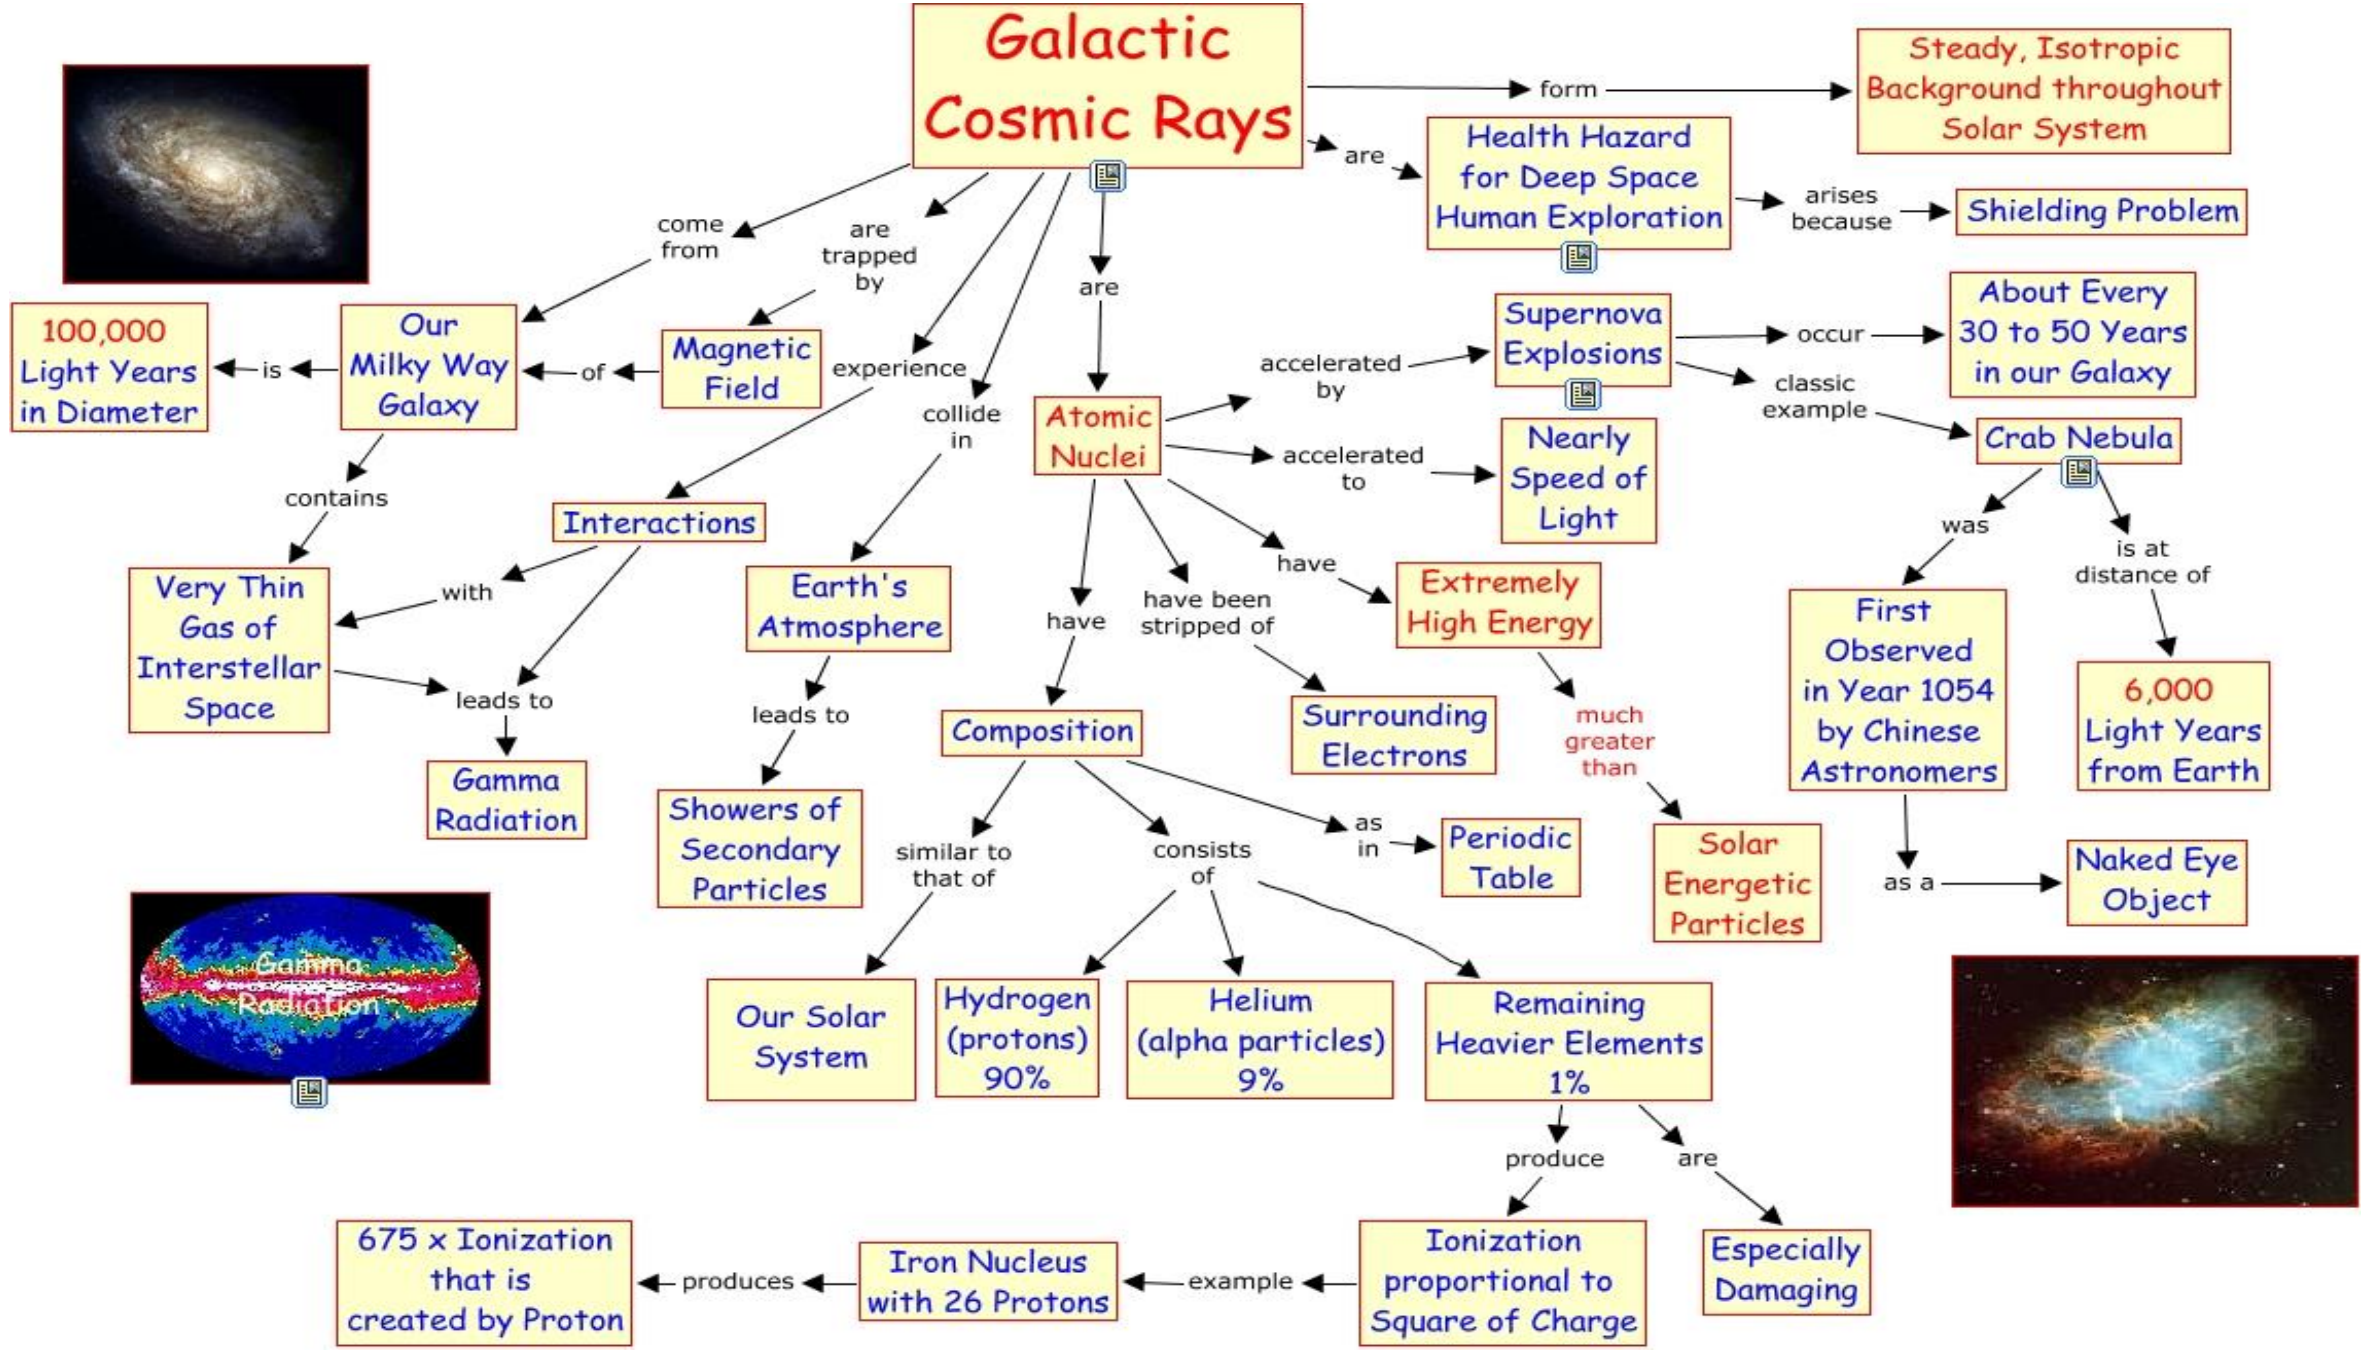 Galactic
Cosmic Rays
form
Steady, Isotropic
Background throughout
Solar System
are
Health Hazard
for Deep Space
Human Exploration
arises
because
Shielding Problem
come
from
are
trapped
by
experience
collide
in
are
100,000
Light Years
in Diameter
is
Our
Milky Way
Galaxy
of
Magnetic
Field
contains
Very Thin
Gas of
Interstellar
Space
with
Interactions
leads to
Gamma
Radiation
Gamma
Radiation
Earth's
Atmosphere
leads to
Showers of
Secondary
Particles
Atomic
Nuclei
accelerated
by
Supernova
Explosions
occur
About Every
30 to 50 Years
in our Galaxy
classic
example
Crab Nebula
accelerated
to
Nearly
Speed of
Light
was
First
Observed
in Year 1054
by Chinese
Astronomers
as a
Naked Eye
Object
is at
distance of
6,000
Light Years
from Earth
have
Extremely
High Energy
much
greater
than
Solar
Energetic
Particles
have been
stripped of
Surrounding
Electrons
have
Composition
similar to
that of
Our Solar
System
consists
of
Hydrogen
(protons)
90%
Helium
(alpha particles)
9%
Remaining
Heavier Elements
1%
as
in
Periodic
Table
produce
are
Especially
Damaging
Ionization
proportional to
Square of Charge
example
Iron Nucleus
with 26 Protons
produces
675 x Ionization
that is
created by Proton